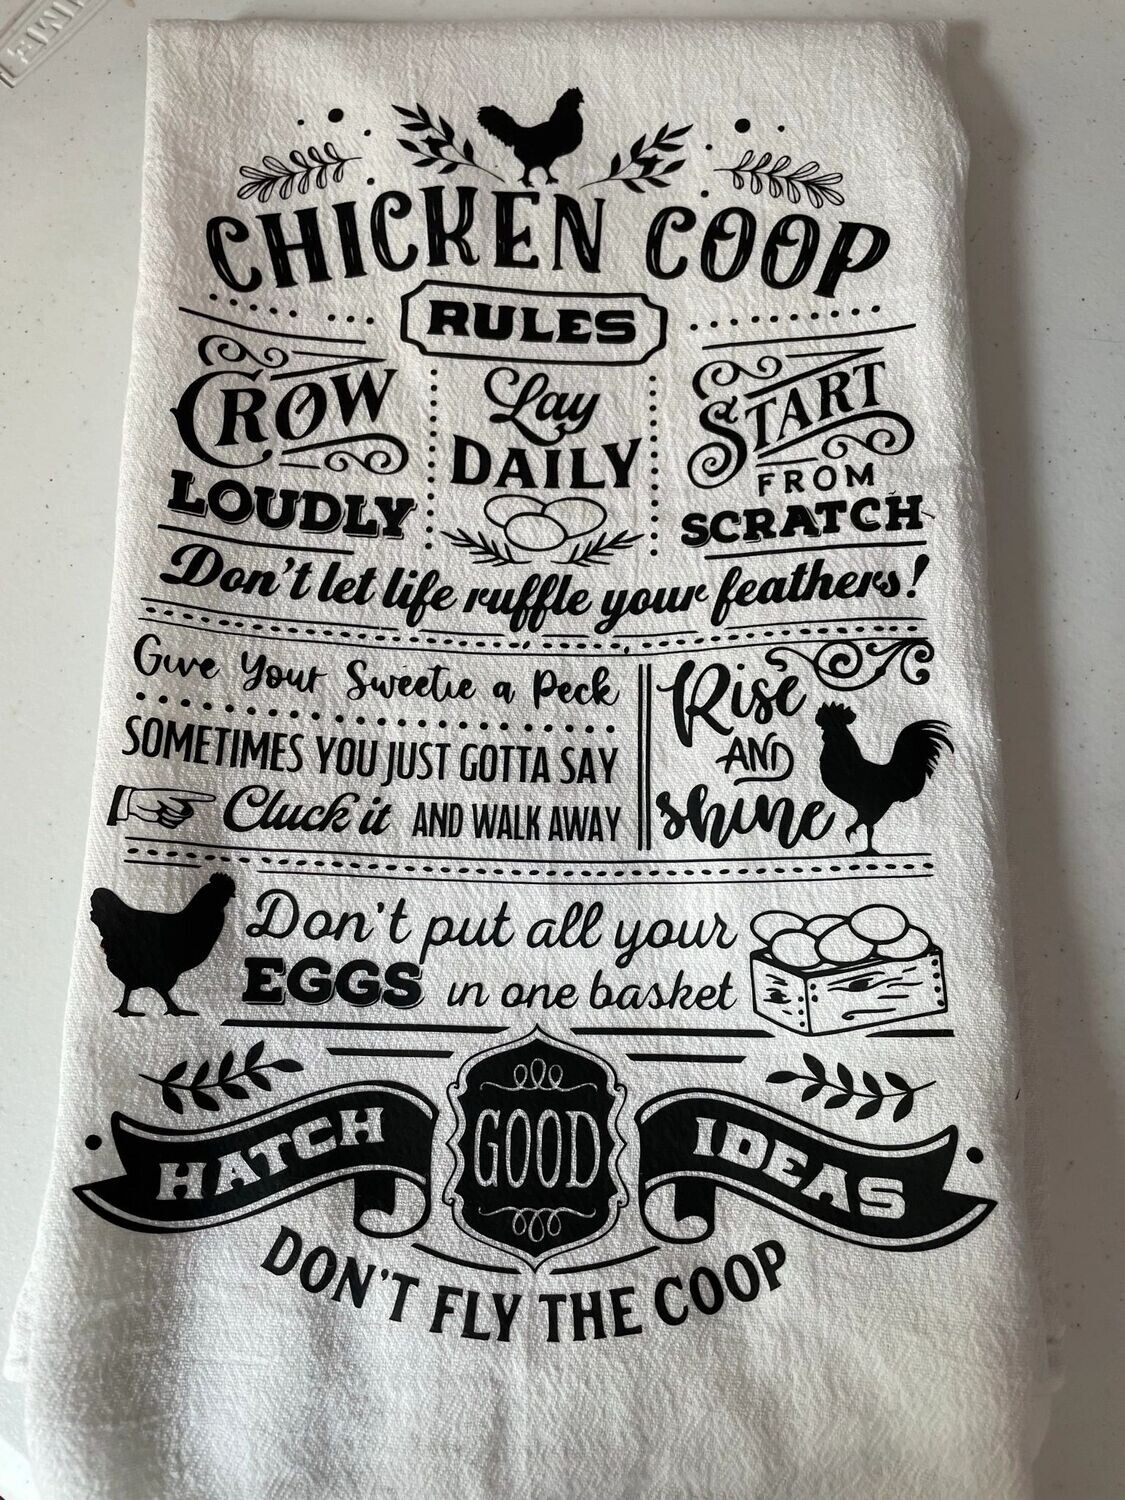 CHICKEN COOP
RULES
CROW
LOUDLY
Lay
DAILY
START
FROM
SCRATCH
Don't let life ruffle your feathers!
Give Your Sweetie a Peck
SOMETIMES YOU JUST GOTTA SAY
Cluck it AND WALK AWAY
Rise
AND
shine
Don't put all your
EGGS in one basket
HATCH GOOD IDEAS
DON'T FLY THE COOP